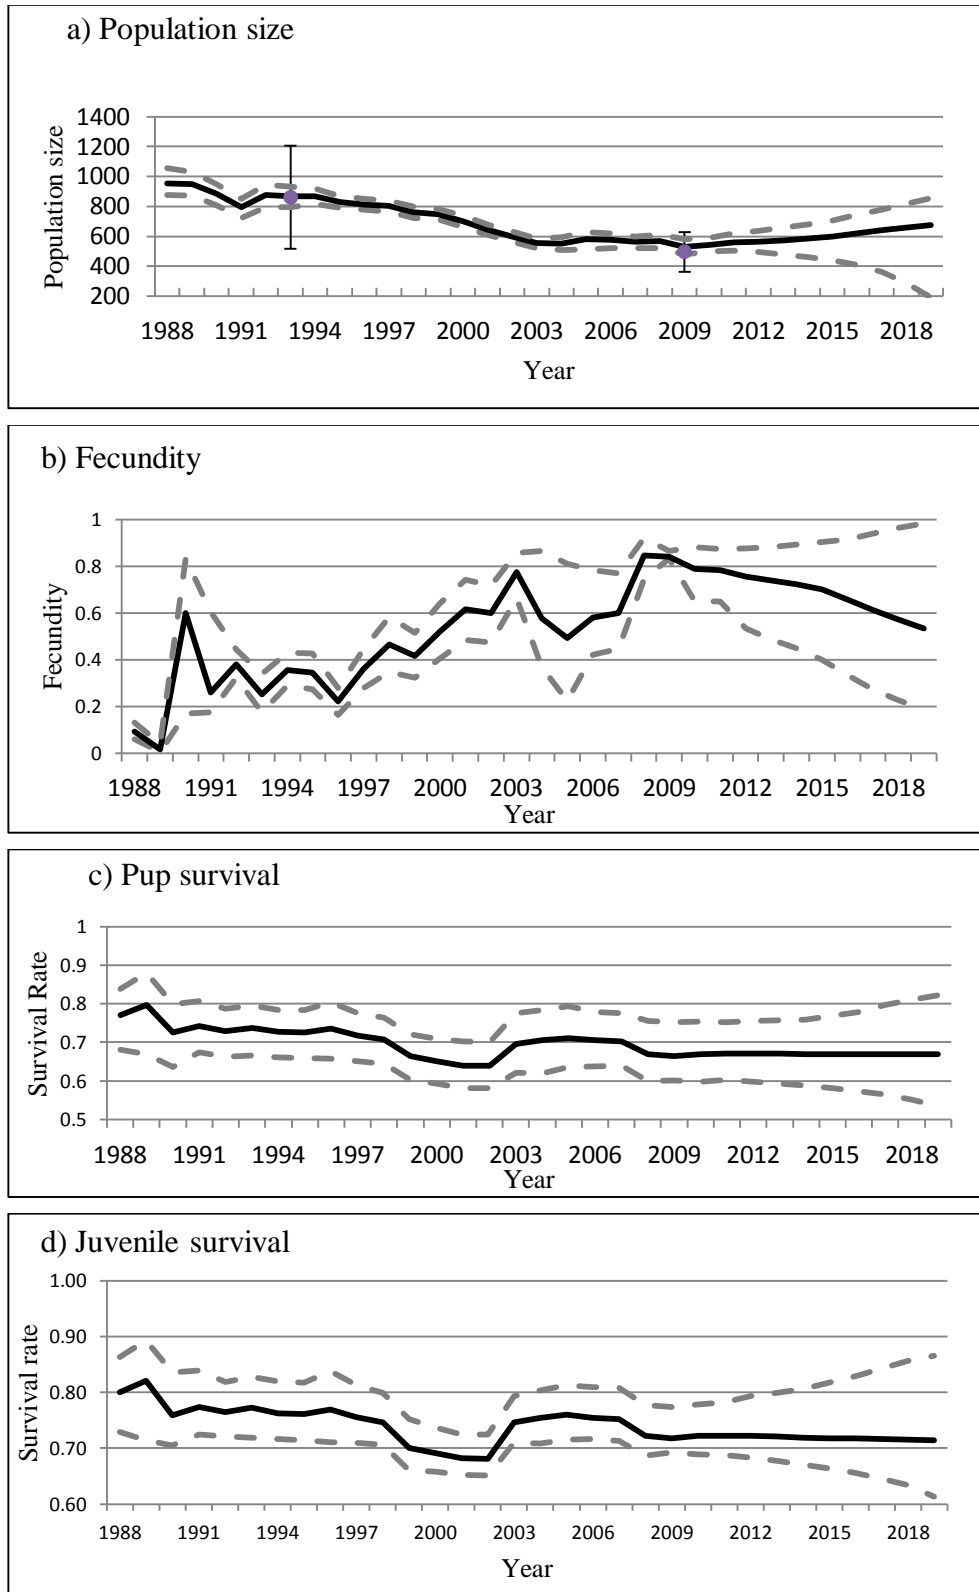 a) Population size
1400
1200
1000
800
600
400
200
Population size
1988 1991 1994 1997 2000 2003 2006 2009 2012 2015 2018
Year
b) Fecundity
1
0.8
0.6
0.4
0.2
0
Fecundity
1988 1991 1994 1997 2000 2003 2006 2009 2012 2015 2018
Year
c) Pup survival
1
0.9
0.8
0.7
0.6
0.5
Survival Rate
1988 1991 1994 1997 2000 2003 2006 2009 2012 2015 2018
Year
d) Juvenile survival
1.00
0.90
0.80
0.70
0.60
Survival rate
1988 1991 1994 1997 2000 2003 2006 2009 2012 2015 2018
Year